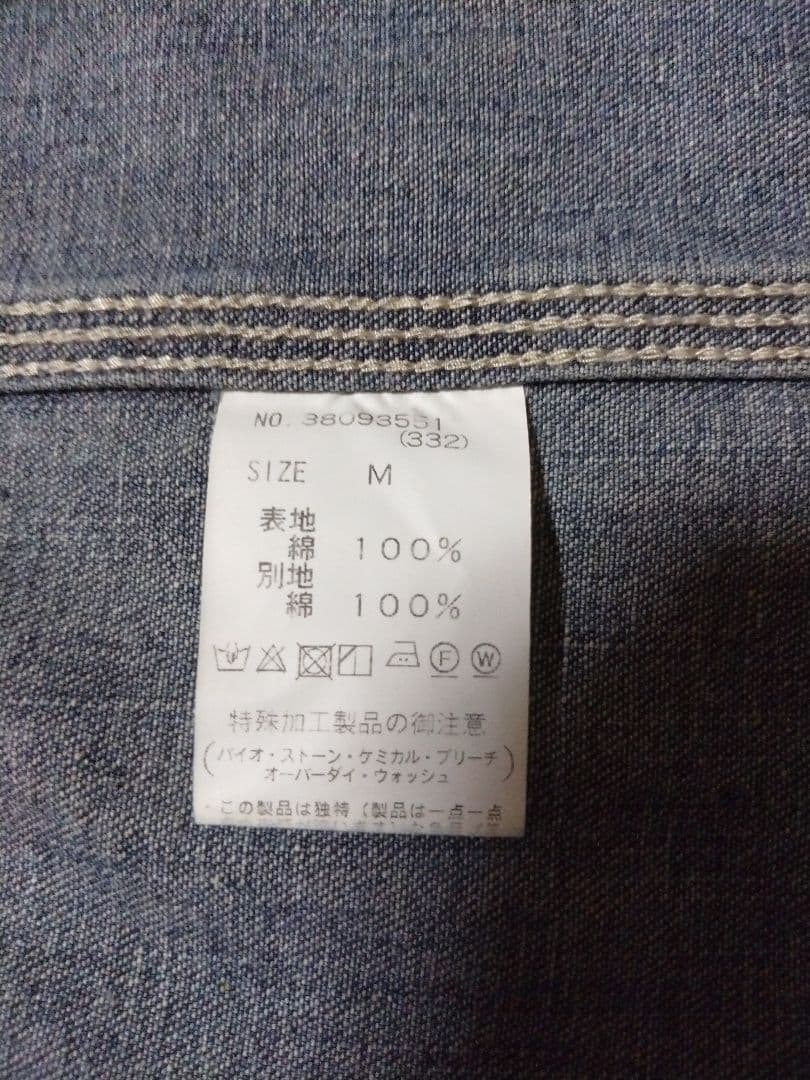 NO. 38093551
(332)
SIZE M
表地
綿 100%
別地
綿 100%
F W
特殊加工製品の御注意
(バイオ・ストーン・ケミカル・ブリーチ
オーバーダイ・ウォッシュ)
・この製品は独特(製品は一点一点